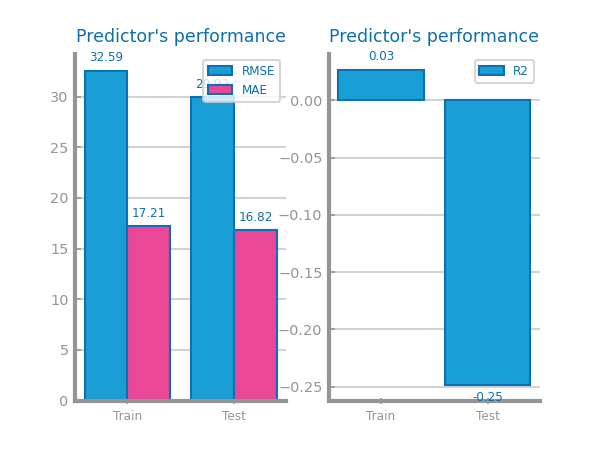 Predictor's performance
32.59
RMSE
MAE
17.21
16.82
30
25
20
15
10
5
0
Train
Test
Predictor's performance
0.03
R2
0.00
−0.05
−0.10
−0.15
−0.20
−0.25
-0.25
Train
Test